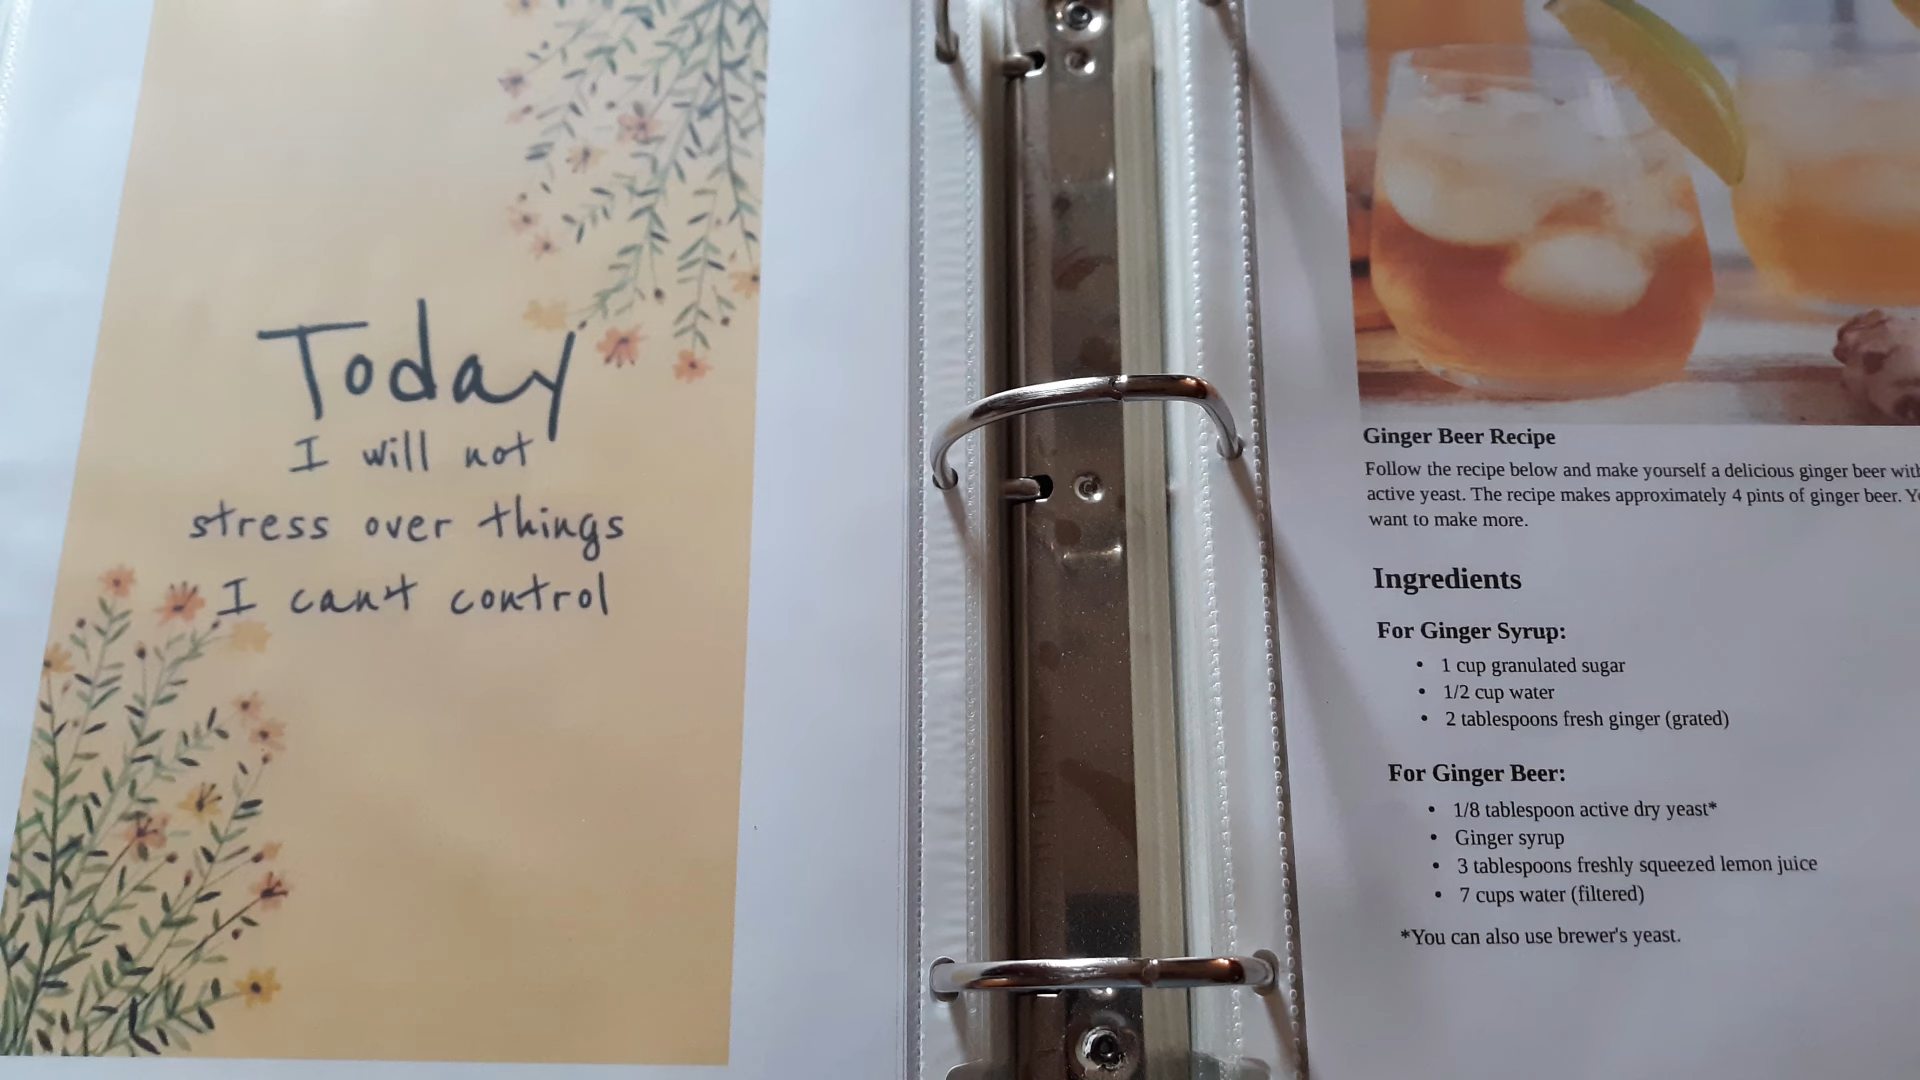 Today
I will not
stress over things
I can't control
Ginger Beer Recipe
Follow the recipe below and make yourself a delicious ginger beer with
active yeast. The recipe makes approximately 4 pints of ginger beer.
want to make more.
Ingredients
For Ginger Syrup:
• 1 cup granulated sugar
• 1/2 cup water
• 2 tablespoons fresh ginger (grated)
For Ginger Beer:
• 1/8 tablespoon active dry yeast*
• Ginger syrup
• 3 tablespoons freshly squeezed lemon juice
• 7 cups water (filtered)
*You can also use brewer's yeast.